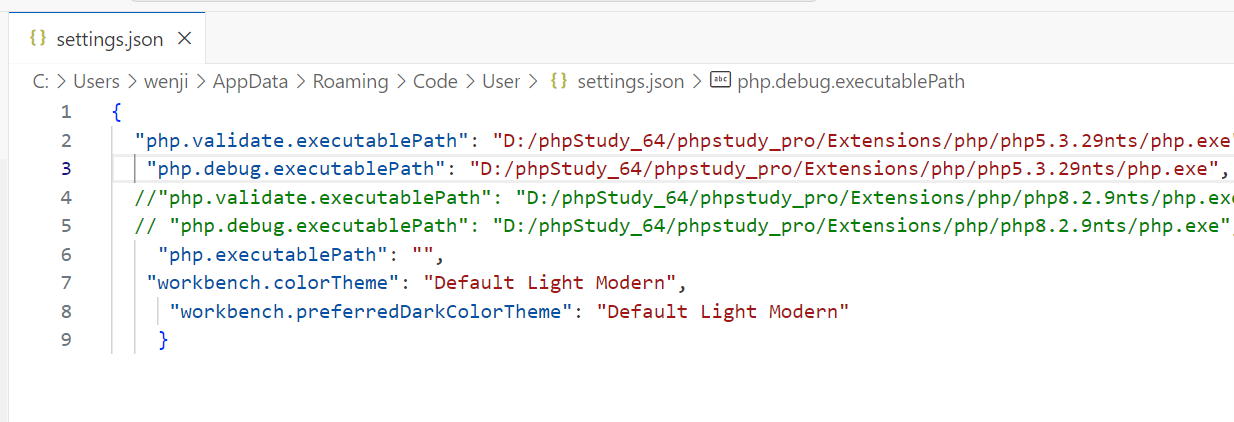 {} settings.json ×
C: > Users > wenji > AppData > Roaming > Code > User > {} settings.json > abc php.debug.executablePath
1 {
2 "php.validate.executablePath": "D:/phpStudy_64/phpstudy_pro/Extensions/php/php5.3.29nts/php.exe"
3 "php.debug.executablePath": "D:/phpStudy_64/phpstudy_pro/Extensions/php/php5.3.29nts/php.exe",
4 //"php.validate.executablePath": "D:/phpStudy_64/phpstudy_pro/Extensions/php/php8.2.9nts/php.exe
5 // "php.debug.executablePath": "D:/phpStudy_64/phpstudy_pro/Extensions/php/php8.2.9nts/php.exe",
6 "php.executablePath": "",
7 "workbench.colorTheme": "Default Light Modern",
8 "workbench.preferredDarkColorTheme": "Default Light Modern"
9 }